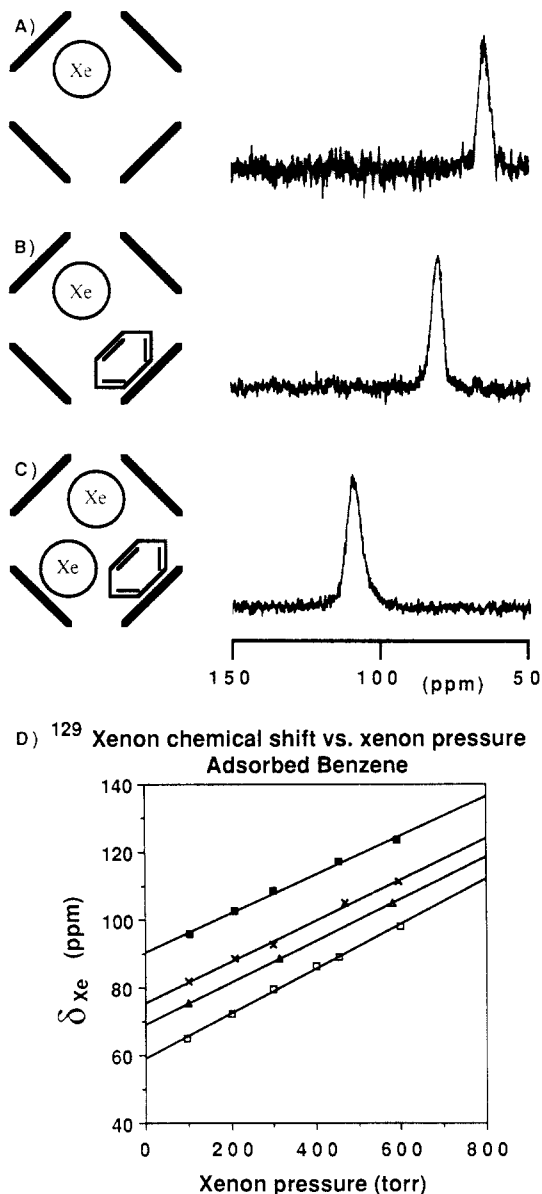 A)
Xe
B)
Xe
C)
Xe
Xe
150 100 (ppm) 50
D) 129 Xenon chemical shift vs. xenon pressure
Adsorbed Benzene
140
120
100
80
60
40
δXe (ppm)
0 200 400 600 800
Xenon pressure (torr)